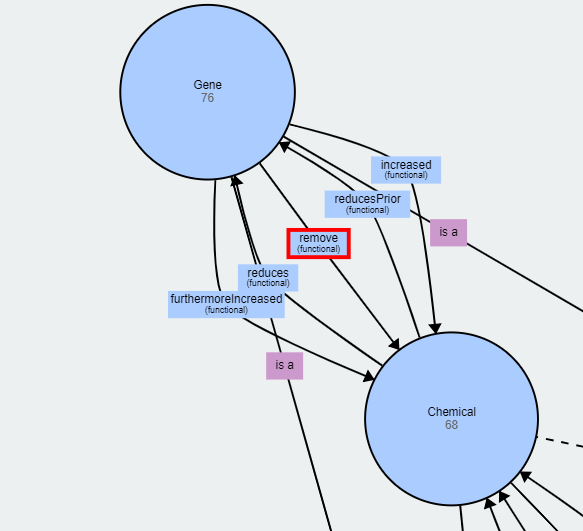 Gene
76
increased
(functional)
reducesPrior
(functional)
is a
remove
(functional)
reduces
(functional)
furthermoreIncreased
(functional)
is a
Chemical
68